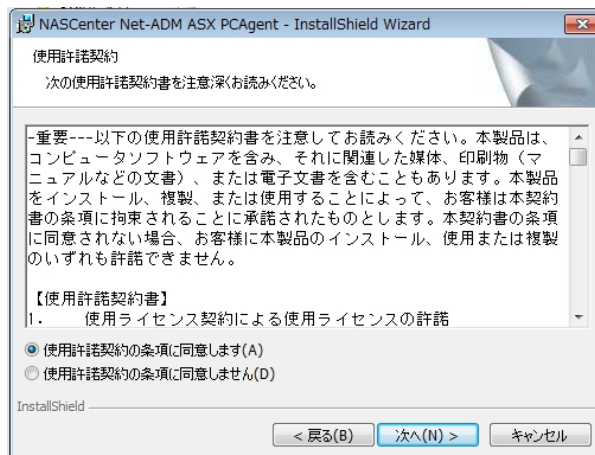 NASCenter Net-ADM ASX PCAgent - InstallShield Wizard
使用許諾契約
次の使用許諾契約書を注意深くお読みください。
-重要---以下の使用許諾契約書を注意してお読みください。本製品は、
コンピュータソフトウェアを含み、それに関連した媒体、印刷物（マ
ニュアルなどの文書）、または電子文書を含むこともあります。本製品
をインストール、複製、または使用することによって、お客様は本契約
書の条項に拘束されることに承諾されたものとします。本契約書の条項
に同意されない場合、お客様に本製品のインストール、使用または複製
のいずれも許諾できません。
【使用許諾契約書】
1. 使用ライセンス契約による使用ライセンスの許諾
使用許諾契約の条項に同意します(A)
使用許諾契約の条項に同意しません(D)
InstallShield
< 戻る(B)
次へ(N) >
キャンセル